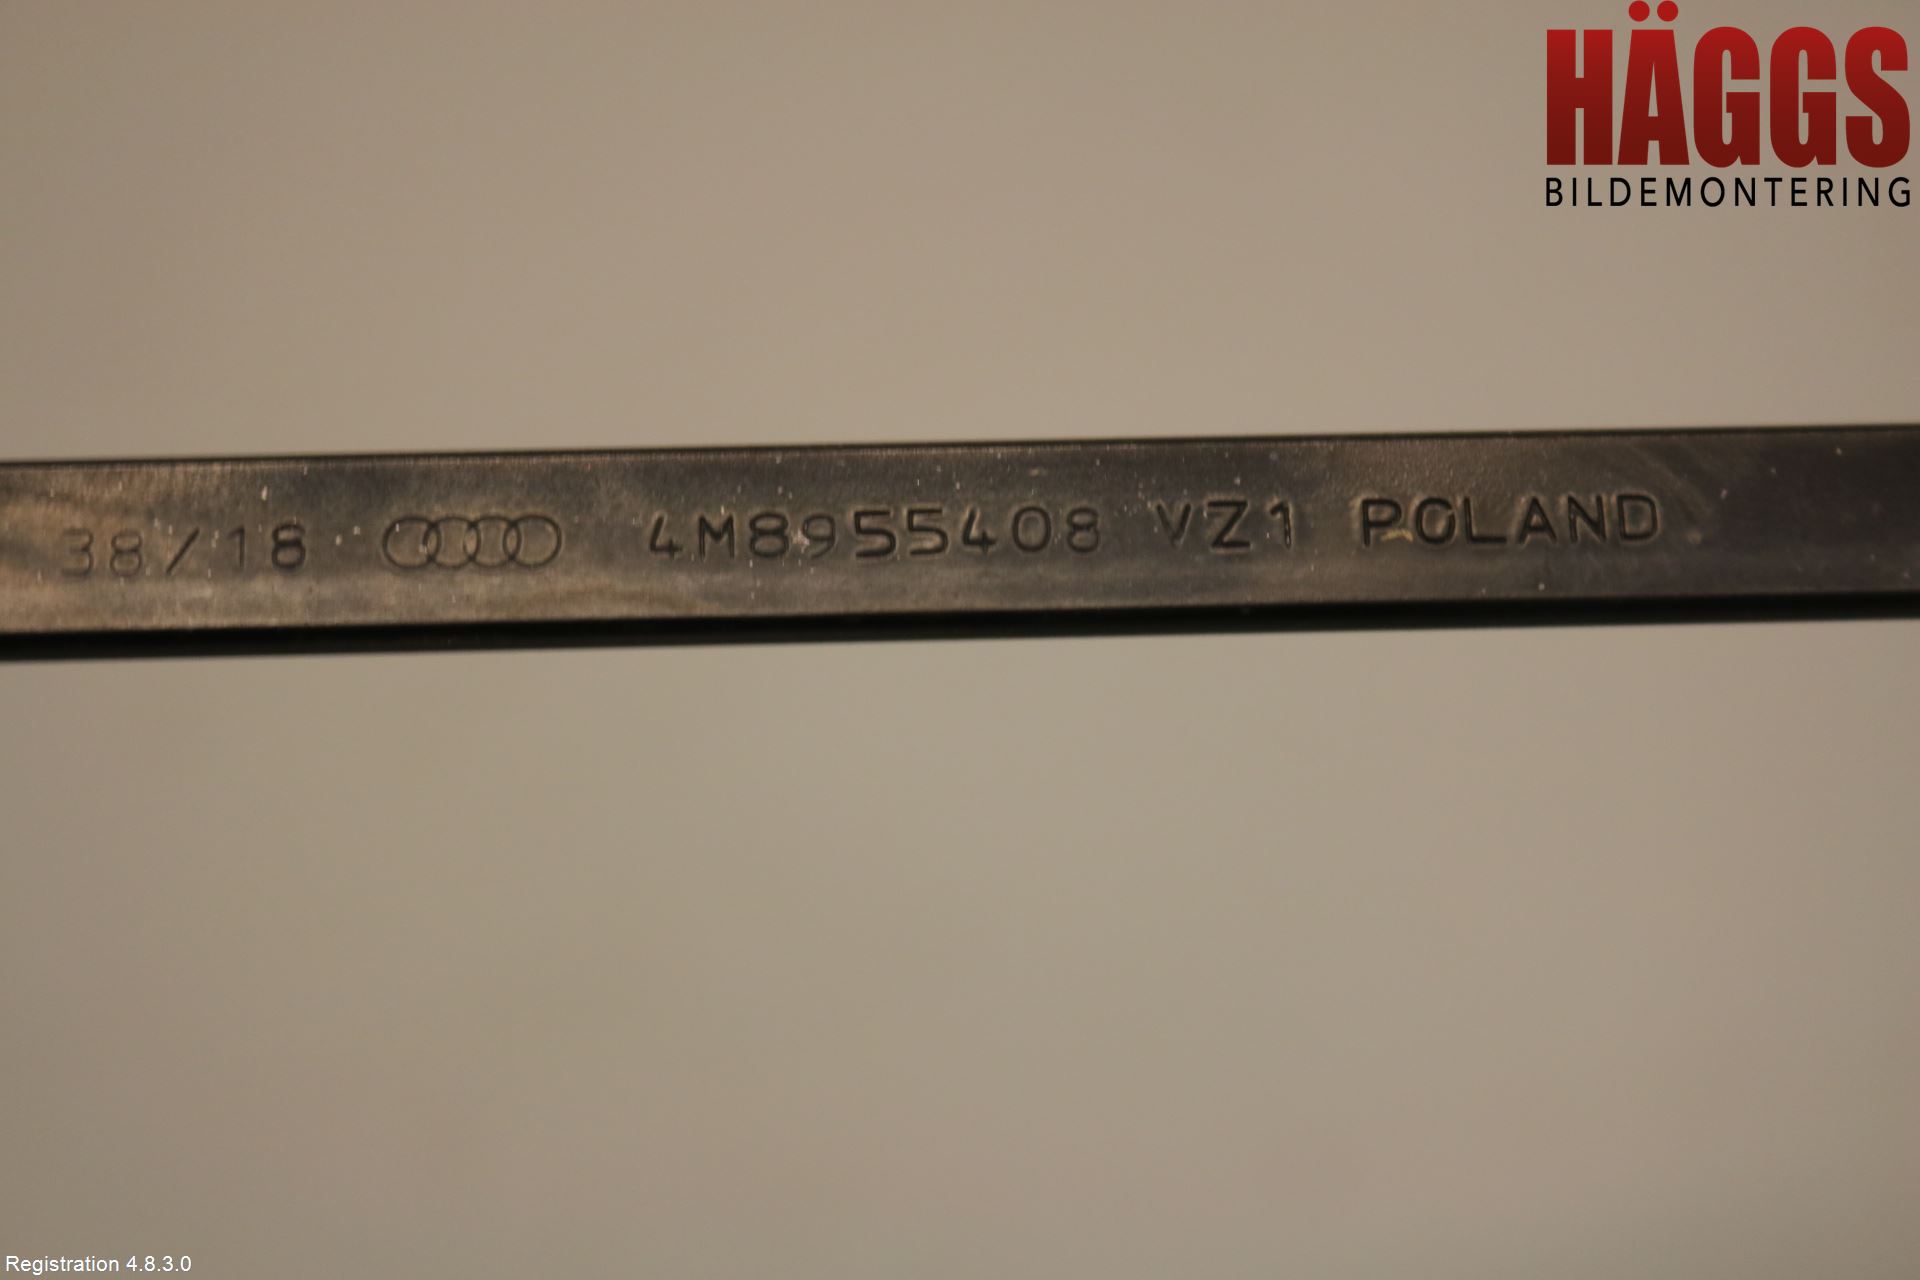 HÄGGS
BILDEMONTERING
38/18 4M8955408 VZ1 POLAND
Registration 4.8.3.0